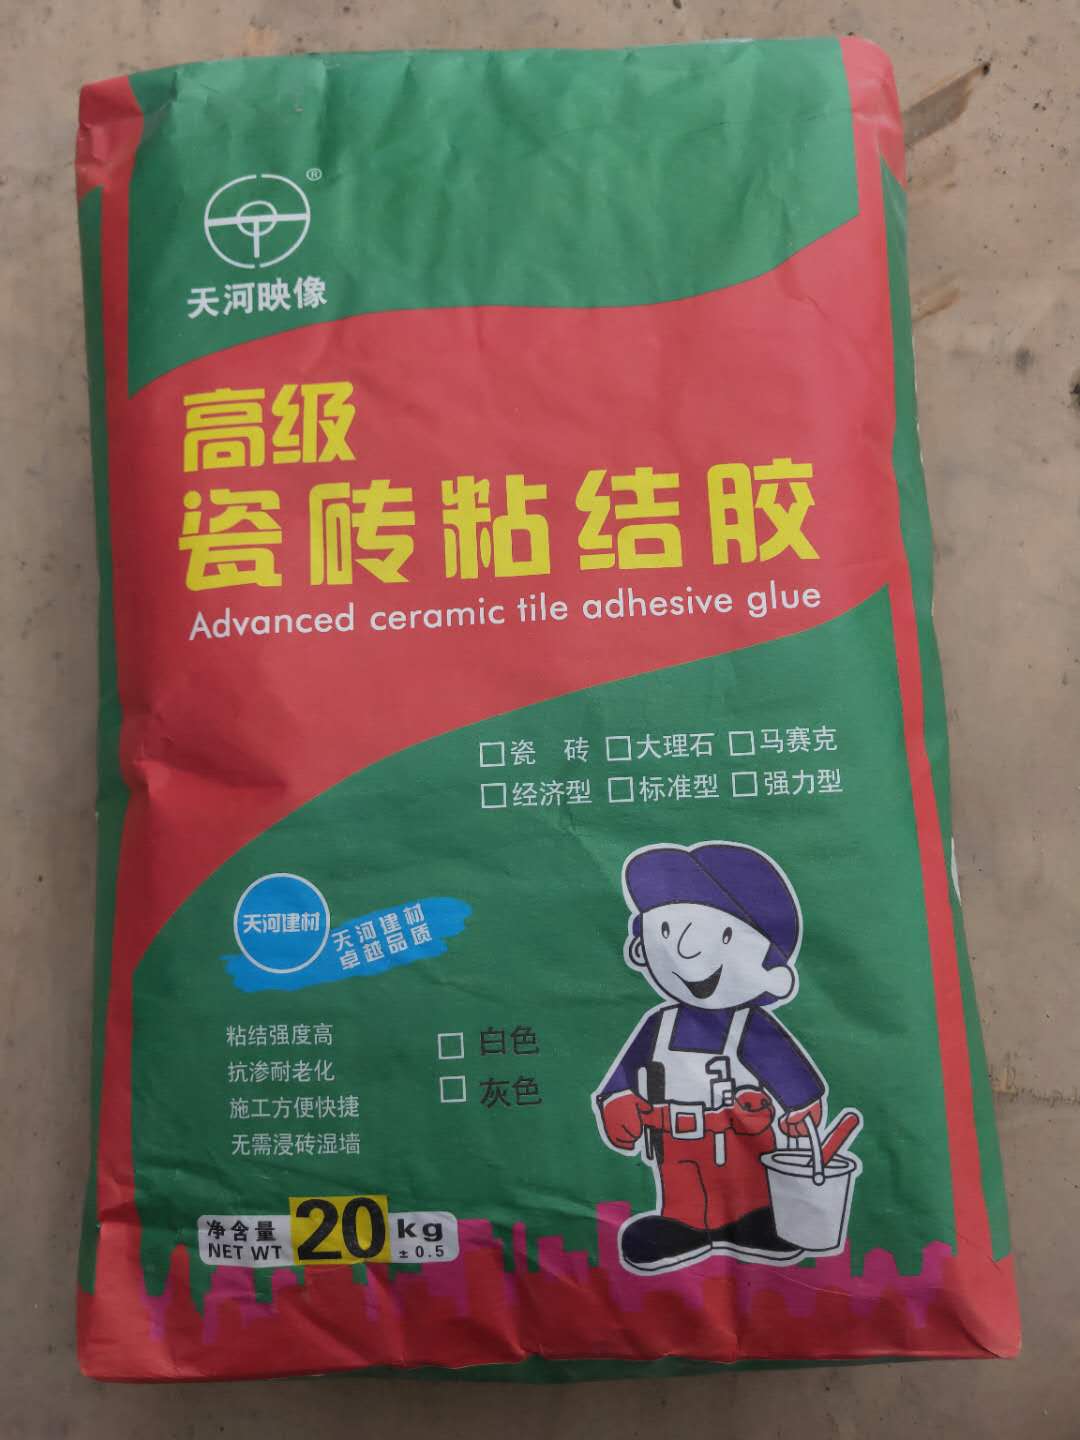 ®
天河映像
高级
瓷砖粘结胶
Advanced ceramic tile adhesive glue
□瓷 砖 □大理石 □马赛克
□经济型 □标准型 □强力型
天河建材
天河建材
卓越品质
粘结强度高
抗渗耐老化
施工方便快捷
无需浸砖湿墙
□ 白色
□ 灰色
净含量 20 kg
NET WT ± 0.5